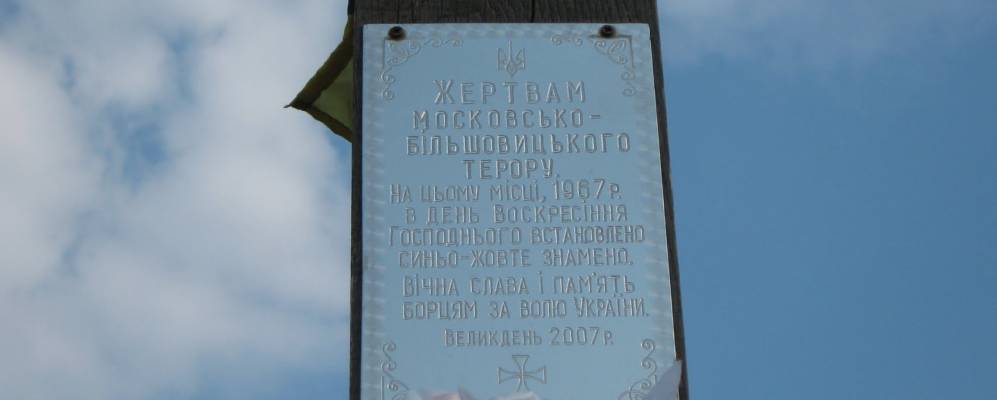 Жертвам
московсько-
більшовицького
терору.
На цьому місці, 1967 р.
в день Воскресіння
Господнього встановлено
синьо-жовте знамено.
Вічна слава і пам'ять
борцям за волю України.
Великдень 2007 р.